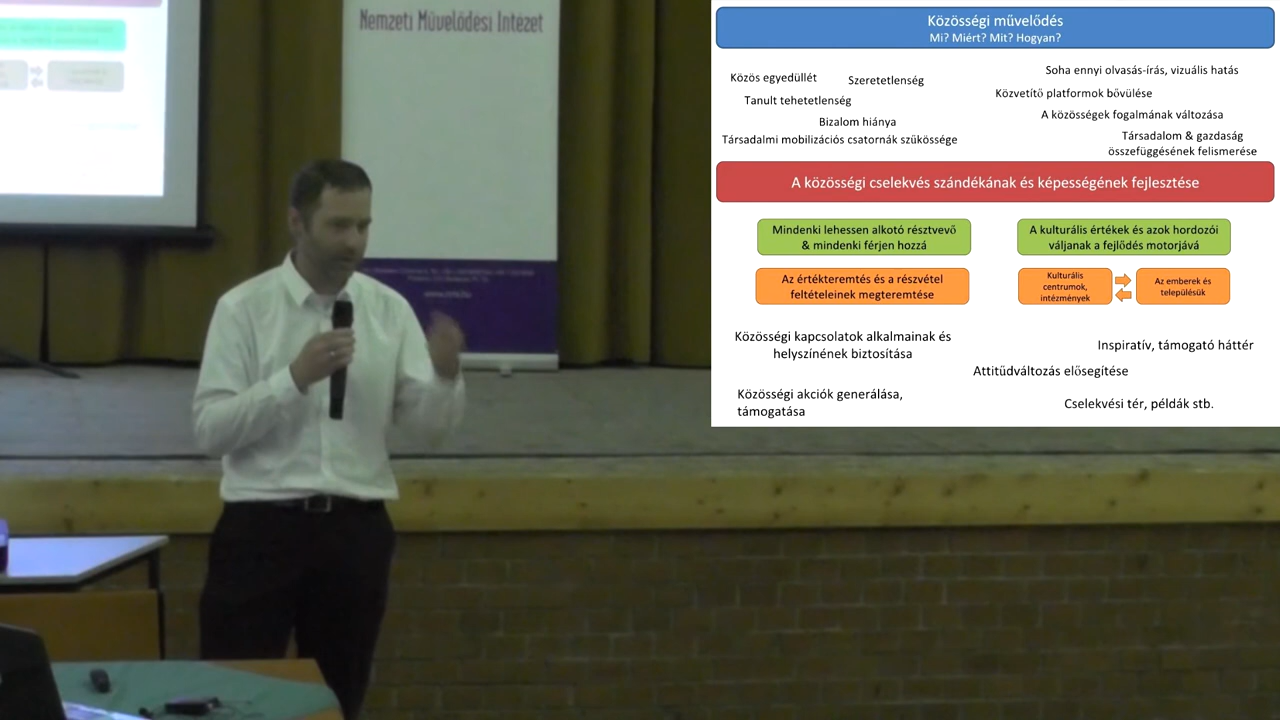 Nemzeti Művelődési Intézet
www.nmi.hu
Közösségi művelődés
Mi? Miért? Mit? Hogyan?
Közös egyedüllét
Szeretetlenség
Tanult tehetetlenség
Bizalom hiánya
Társadalmi mobilizációs csatornák szűkössége
Soha ennyi olvasás-írás, vizuális hatás
Közvetítő platformok bővülése
A közösségek fogalmának változása
Társadalom & gazdaság
összefüggésének felismerése
A közösségi cselekvés szándékának és képességének fejlesztése
Mindenki lehessen alkotó résztvevő
& mindenki férjen hozzá
A kulturális értékek és azok hordozói
váljanak a fejlődés motorjává
Az értékteremtés és a részvétel
feltételeinek megteremtése
Kulturális
centrumok,
intézmények
Az emberek és
településük
Közösségi kapcsolatok alkalmainak és
helyszínének biztosítása
Inspiratív, támogató háttér
Attitűdváltozás elősegítése
Közösségi akciók generálása,
támogatása
Cselekvési tér, példák stb.